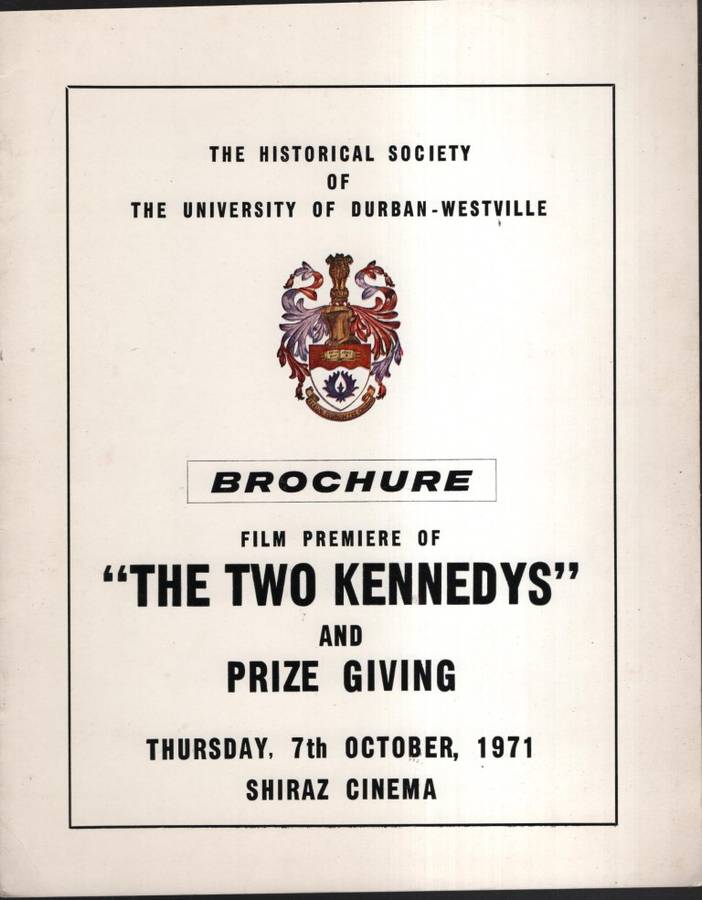 THE HISTORICAL SOCIETY
OF
THE UNIVERSITY OF DURBAN-WESTVILLE
BROCHURE
FILM PREMIERE OF
“THE TWO KENNEDYS”
AND
PRIZE GIVING
THURSDAY, 7th OCTOBER, 1971
SHIRAZ CINEMA